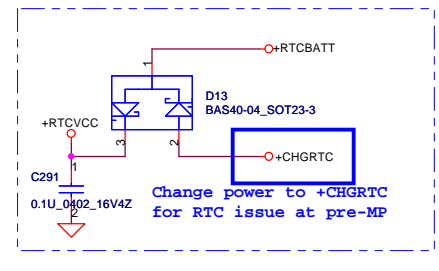 +RTCBATT
1
D13
BAS40-04_SOT23-3
+RTCVCC
3
2
+CHGRTC
1
C291
0.1U_0402_16V4Z
2
Change power to +CHGRTC
for RTC issue at pre-MP